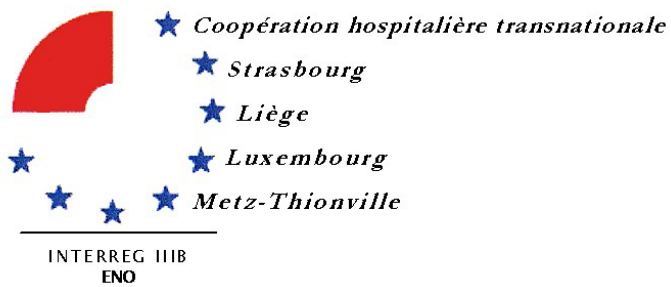 Coopération hospitalière transnationale
Strasbourg
Liège
Luxembourg
Metz-Thionville
INTERREG IIIB
ENO